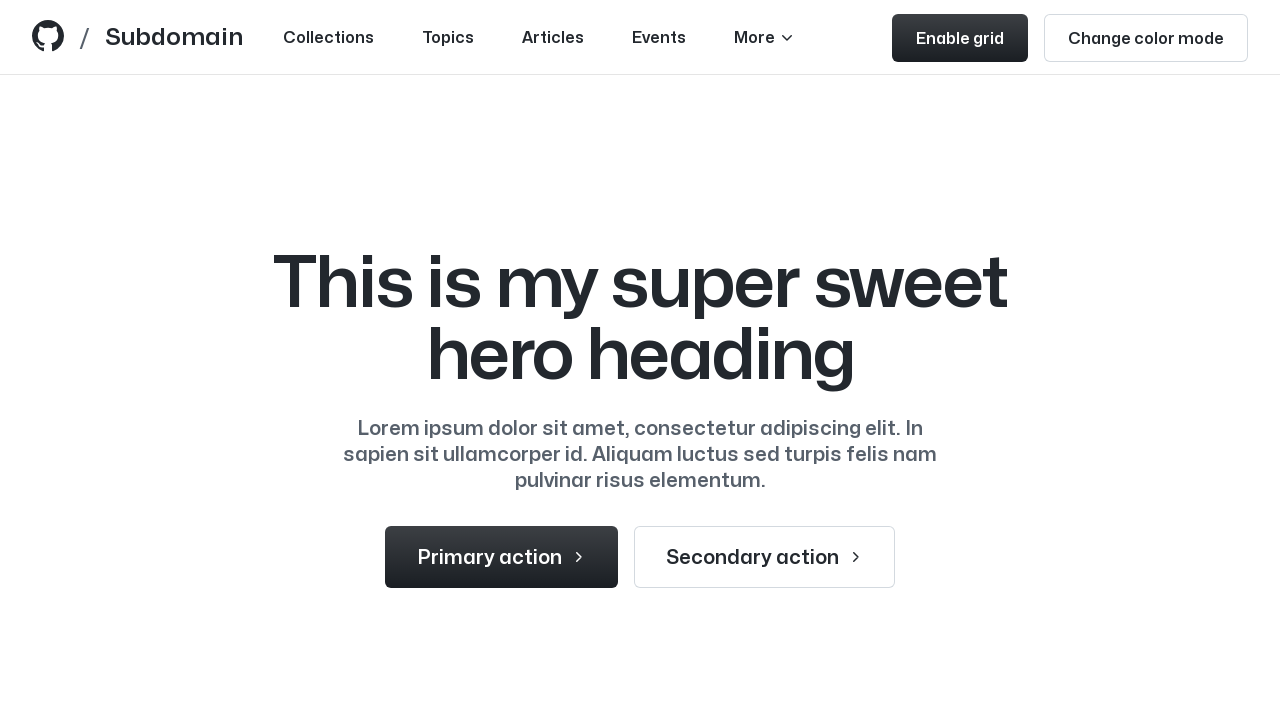 / Subdomain Collections Topics Articles Events More Enable grid Change color mode
This is my super sweet
hero heading
Lorem ipsum dolor sit amet, consectetur adipiscing elit. In
sapien sit ullamcorper id. Aliquam luctus sed turpis felis nam
pulvinar risus elementum.
Primary action Secondary action